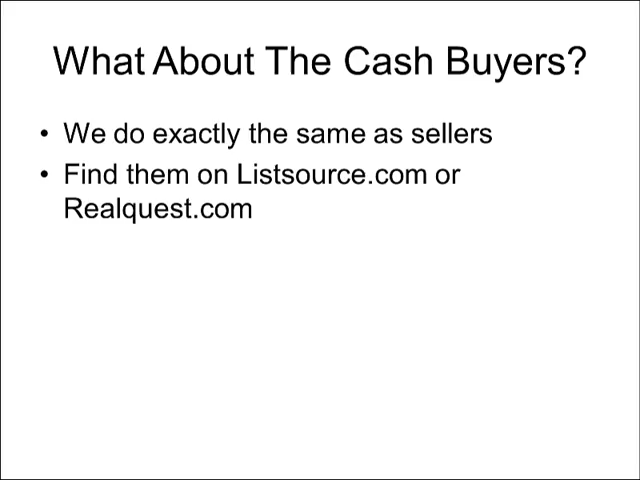 What About The Cash Buyers?
• We do exactly the same as sellers
• Find them on Listsource.com or
Realquest.com